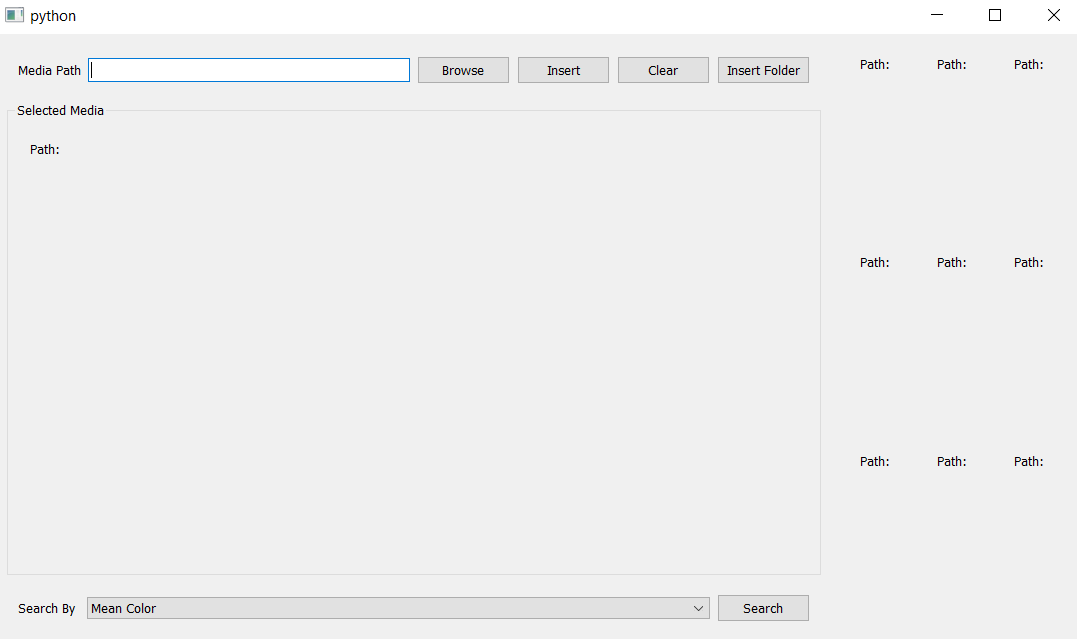 python
Media Path Browse Insert Clear Insert Folder
Path: Path: Path:
Selected Media
Path:
Path: Path: Path:
Path: Path: Path:
Search By Mean Color Search